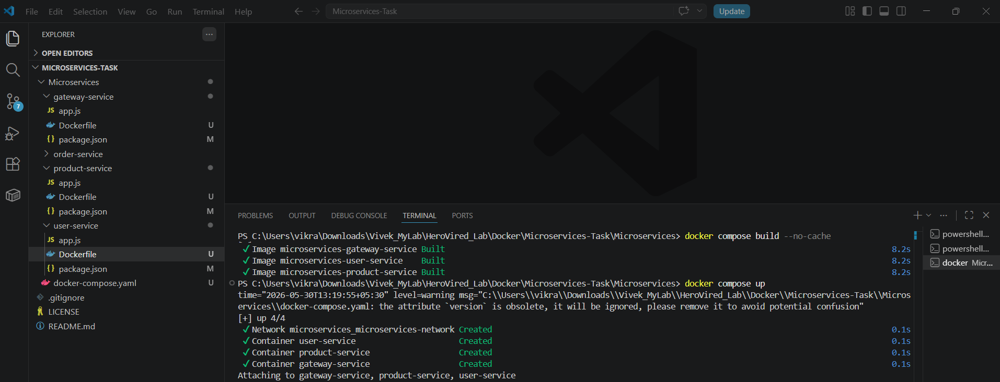 File Edit Selection View Go Run Terminal Help
Microservices-Task
Update
EXPLORER
OPEN EDITORS
MICROSERVICES-TASK
Microservices
gateway-service
JS app.js
Dockerfile U
{} package.json M
order-service
product-service
JS app.js
Dockerfile U
{} package.json M
user-service
JS app.js
Dockerfile U
{} package.json M
docker-compose.yaml U
.gitignore
LICENSE
README.md
7
PROBLEMS OUTPUT DEBUG CONSOLE TERMINAL PORTS
PS C:\Users\vikra\Downloads\Vivek_MyLab\HeroVired_Lab\Docker\Microservices-Task\Microservices> docker compose build --no-cache
✓ Image microservices-gateway-service Built 8.2s
✓ Image microservices-user-service Built 8.2s
✓ Image microservices-product-service Built 8.2s
PS C:\Users\vikra\Downloads\Vivek_MyLab\HeroVired_Lab\Docker\Microservices-Task\Microservices> docker compose up
time="2026-05-30T13:19:55+05:30" level=warning msg="C:\\Users\\vikra\\Downloads\\Vivek_MyLab\\HeroVired_Lab\\Docker\\Microservices-Task\\Micros
ervices\\docker-compose.yaml: the attribute `version` is obsolete, it will be ignored, please remove it to avoid potential confusion"
[+] up 4/4
✓ Network microservices_microservices-network Created 0.1s
✓ Container user-service Created 0.1s
✓ Container product-service Created 0.1s
✓ Container gateway-service Created 0.1s
Attaching to gateway-service, product-service, user-service
powershell...
powershell...
docker Micr...